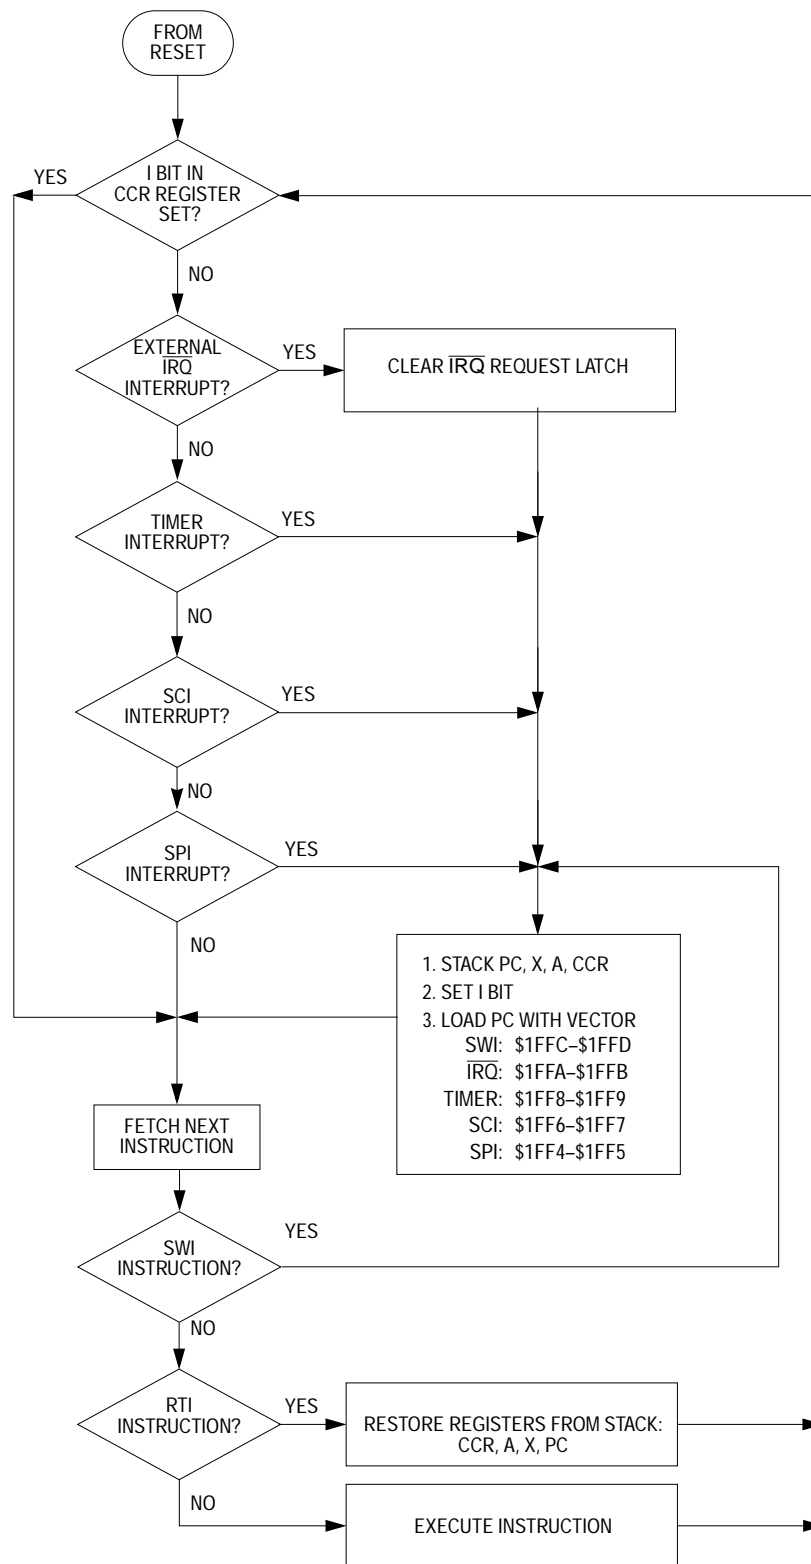 FROM
RESET
I BIT IN
CCR REGISTER
SET?
YES
NO
EXTERNAL
IRQ
INTERRUPT?
YES
CLEAR IRQ REQUEST LATCH
NO
TIMER
INTERRUPT?
YES
NO
SCI
INTERRUPT?
YES
NO
SPI
INTERRUPT?
YES
NO
1. STACK PC, X, A, CCR
2. SET I BIT
3. LOAD PC WITH VECTOR
SWI: $1FFC–$1FFD
IRQ: $1FFA–$1FFB
TIMER: $1FF8–$1FF9
SCI: $1FF6–$1FF7
SPI: $1FF4–$1FF5
FETCH NEXT
INSTRUCTION
SWI
INSTRUCTION?
YES
NO
RTI
INSTRUCTION?
YES
RESTORE REGISTERS FROM STACK:
CCR, A, X, PC
NO
EXECUTE INSTRUCTION